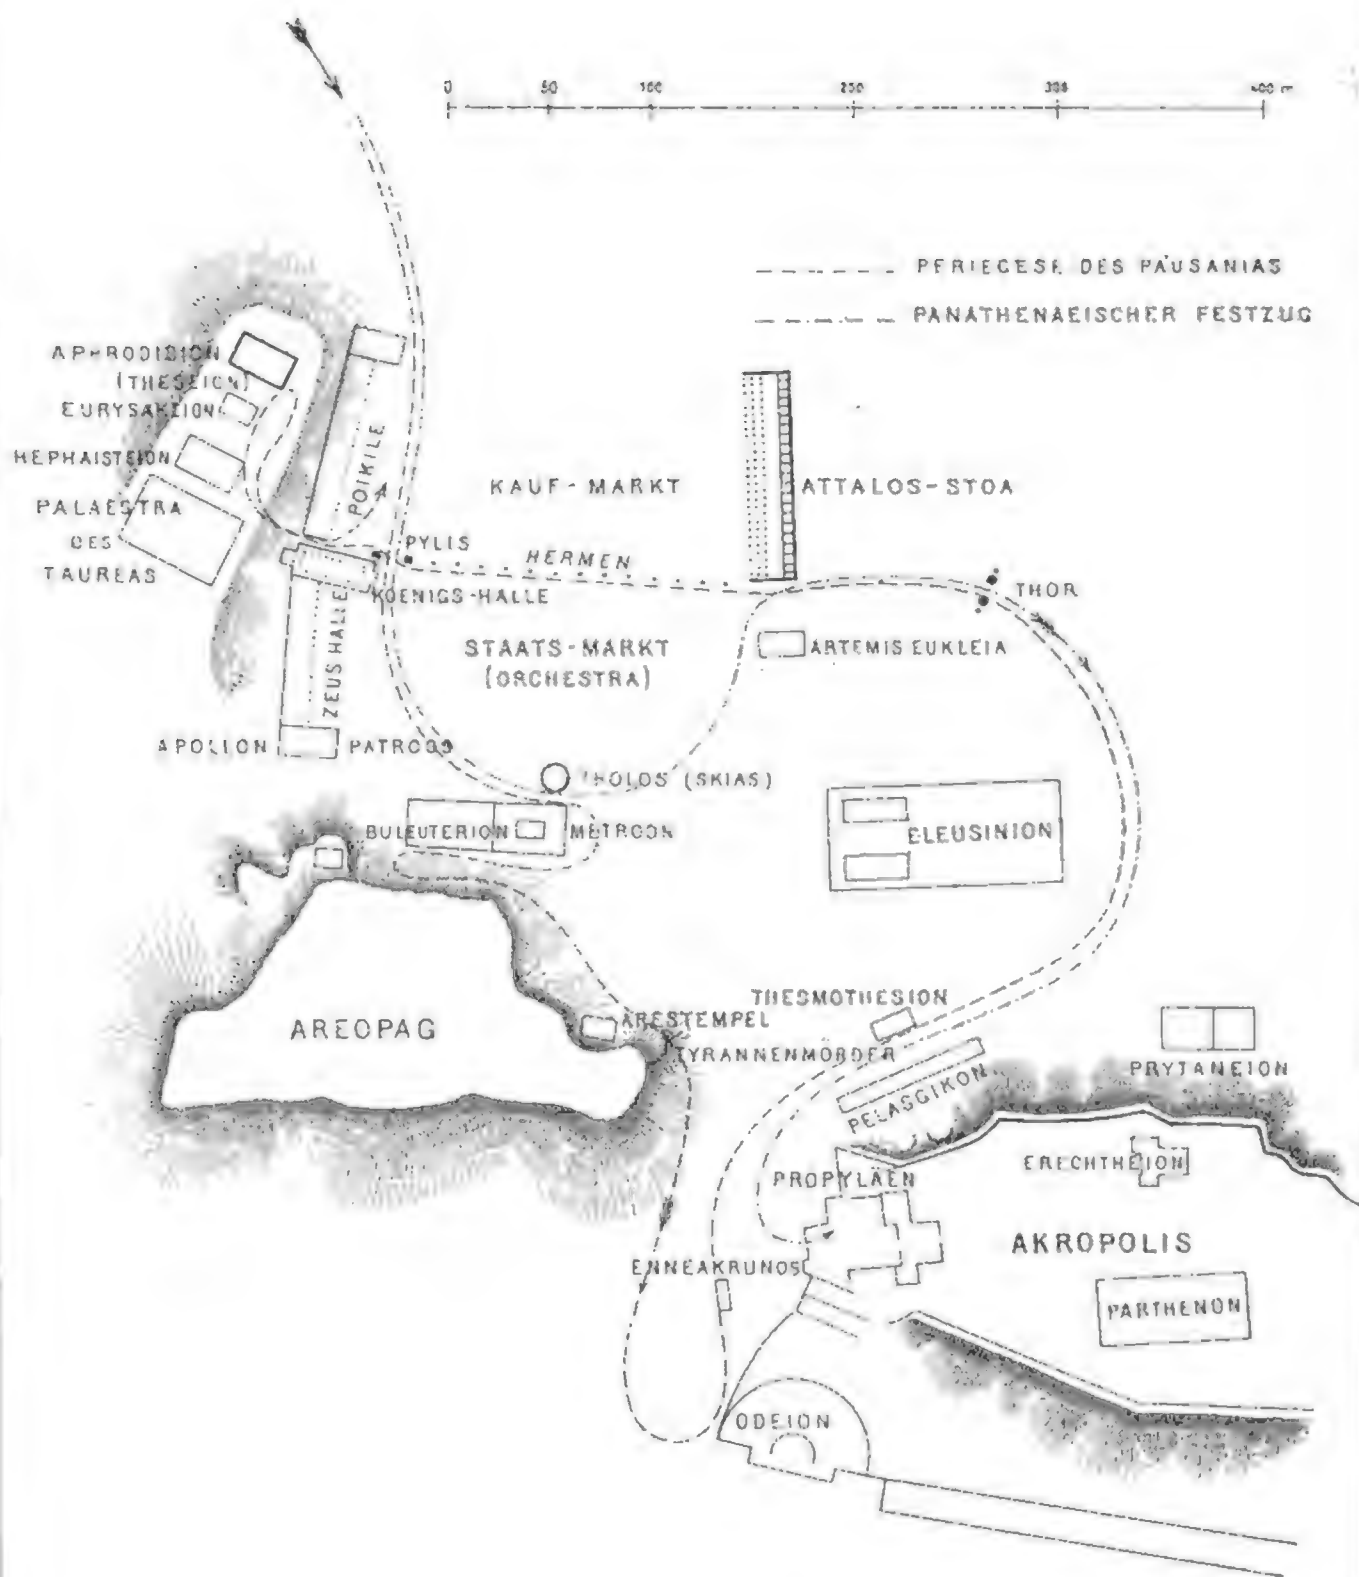 0 50 100 200 300 400 m
PERIEGESE DES PAUSANIAS
PANATHENAEISCHER FESTZUG
APHRODISION
(THESEION)
EURYSAKEION
HEPHAISTEION
PALAESTRA
DES
TAUREAS
POIKILE
KAUF-MARKT
ATTALOS-STOA
PYLIS
HERMEN
THOR
KOENIGS-HALLE
ZEUS HALLE
STAATS-MARKT
(ORCHESTRA)
ARTEMIS EUKLEIA
APOLLON PATROOS
THOLOS (SKIAS)
BULEUTERION
METROON
ELEUSINION
AREOPAG
THESMOTHESION
ARESTEMPEL
TYRANNENMÖRDER
PELASGIKON
PRYTANEION
PROPYLÄEN
ERECHTHEION
AKROPOLIS
ENNEAKRUNOS
PARTHENON
ODEION